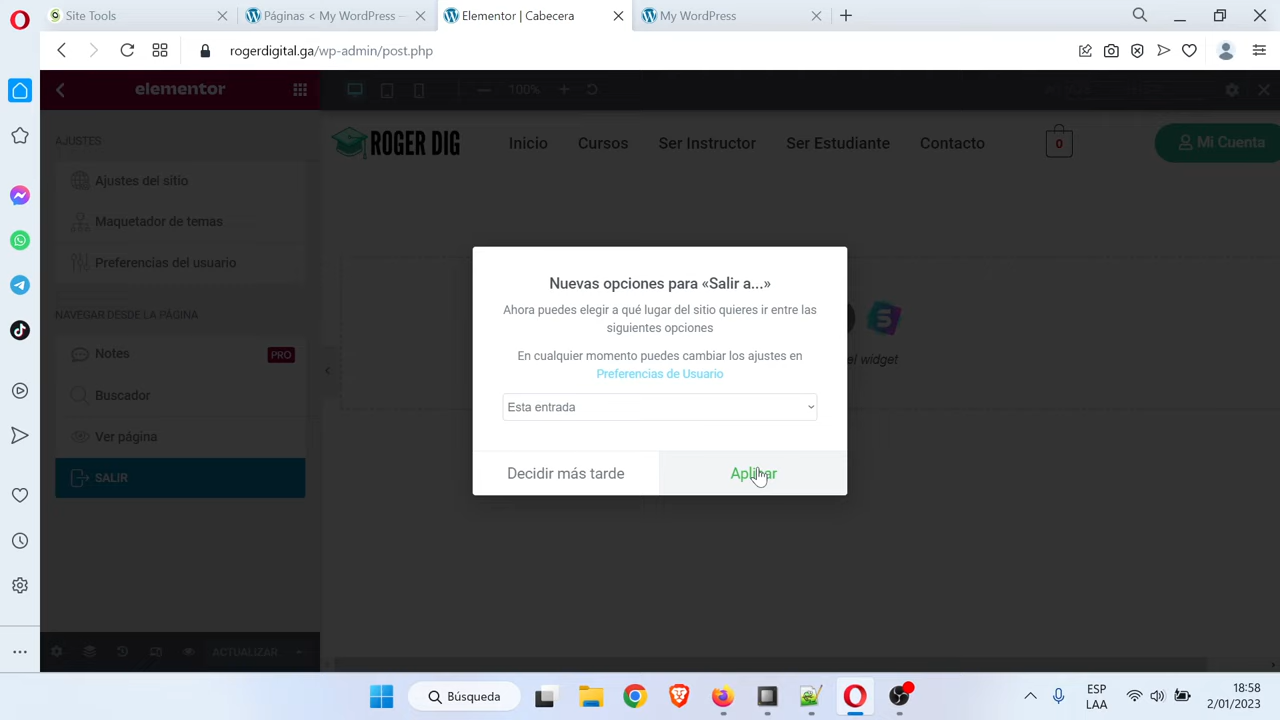 Site Tools
Páginas < My WordPress —
Elementor | Cabecera
My WordPress
rogerdigital.ga/wp-admin/post.php
elementor
100%
AJUSTES
Ajustes del sitio
Maquetador de temas
Preferencias del usuario
NAVEGAR DESDE LA PÁGINA
Notes
PRO
Buscador
Ver página
SALIR
ACTUALIZAR
ROGER DIG
Inicio
Cursos
Ser Instructor
Ser Estudiante
Contacto
0
Mi Cuenta
Nuevas opciones para «Salir a...»
Ahora puedes elegir a qué lugar del sitio quieres ir entre las
siguientes opciones
En cualquier momento puedes cambiar los ajustes en
Preferencias de Usuario
Esta entrada
Decidir más tarde
Aplicar
widget
Búsqueda
ESP
LAA
18:58
2/01/2023